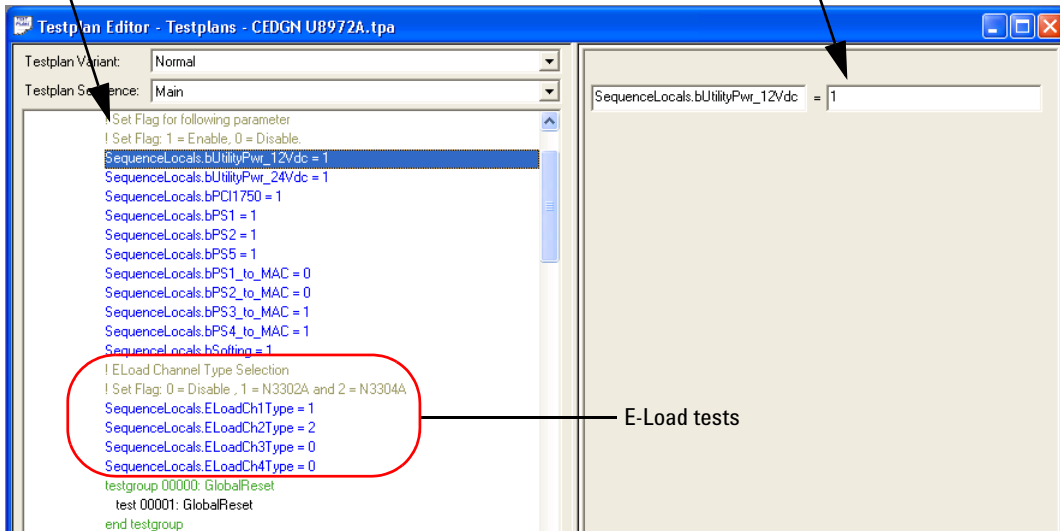 Testplan Editor - Testplans - CEDGN U8972A.tpa
Testplan Variant: Normal
Testplan Sequence: Main
! Set Flag for following parameter
! Set Flag: 1 = Enable, 0 = Disable.
SequenceLocals.bUtilityPwr_12Vdc = 1
SequenceLocals.bUtilityPwr_24Vdc = 1
SequenceLocals.bPCI1750 = 1
SequenceLocals.bPS1 = 1
SequenceLocals.bPS2 = 1
SequenceLocals.bPS5 = 1
SequenceLocals.bPS1_to_MAC = 0
SequenceLocals.bPS2_to_MAC = 0
SequenceLocals.bPS3_to_MAC = 1
SequenceLocals.bPS4_to_MAC = 1
SequenceLocals.bSofting = 1
! ELoad Channel Type Selection
! Set Flag: 0 = Disable , 1 = N3302A and 2 = N3304A
SequenceLocals.ELoadCh1Type = 1
SequenceLocals.ELoadCh2Type = 2
SequenceLocals.ELoadCh3Type = 0
SequenceLocals.ELoadCh4Type = 0
testgroup 00000: GlobalReset
test 00001: GlobalReset
end testgroup
SequenceLocals.bUtilityPwr_12Vdc = 1
E-Load tests